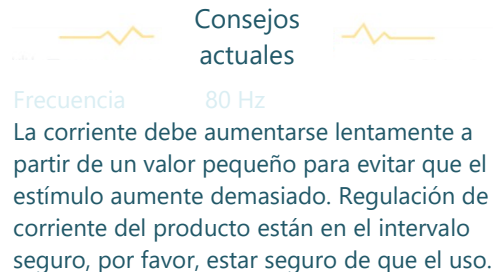 Consejos
actuales
Frecuencia 80 Hz
La corriente debe aumentarse lentamente a
partir de un valor pequeño para evitar que el
estímulo aumente demasiado. Regulación de
corriente del producto están en el intervalo
seguro, por favor, estar seguro de que el uso.